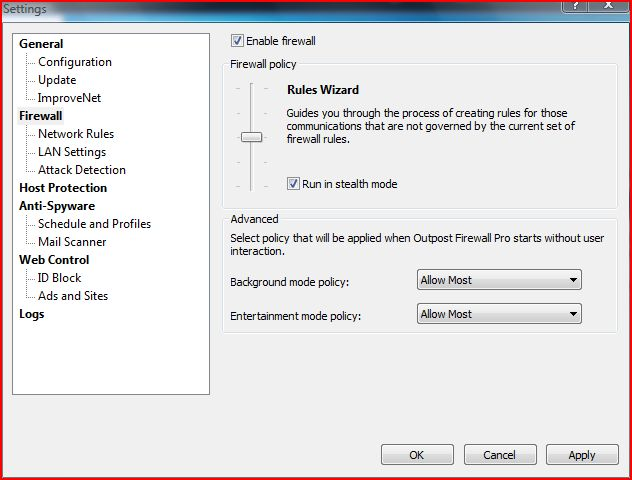 Settings
General
Configuration
Update
ImproveNet
Firewall
Network Rules
LAN Settings
Attack Detection
Host Protection
Anti-Spyware
Schedule and Profiles
Mail Scanner
Web Control
ID Block
Ads and Sites
Logs
Enable firewall
Firewall policy
Rules Wizard
Guides you through the process of creating rules for those
communications that are not governed by the current set of
firewall rules.
Run in stealth mode
Advanced
Select policy that will be applied when Outpost Firewall Pro starts without user
interaction.
Background mode policy:
Allow Most
Entertainment mode policy:
Allow Most
OK
Cancel
Apply